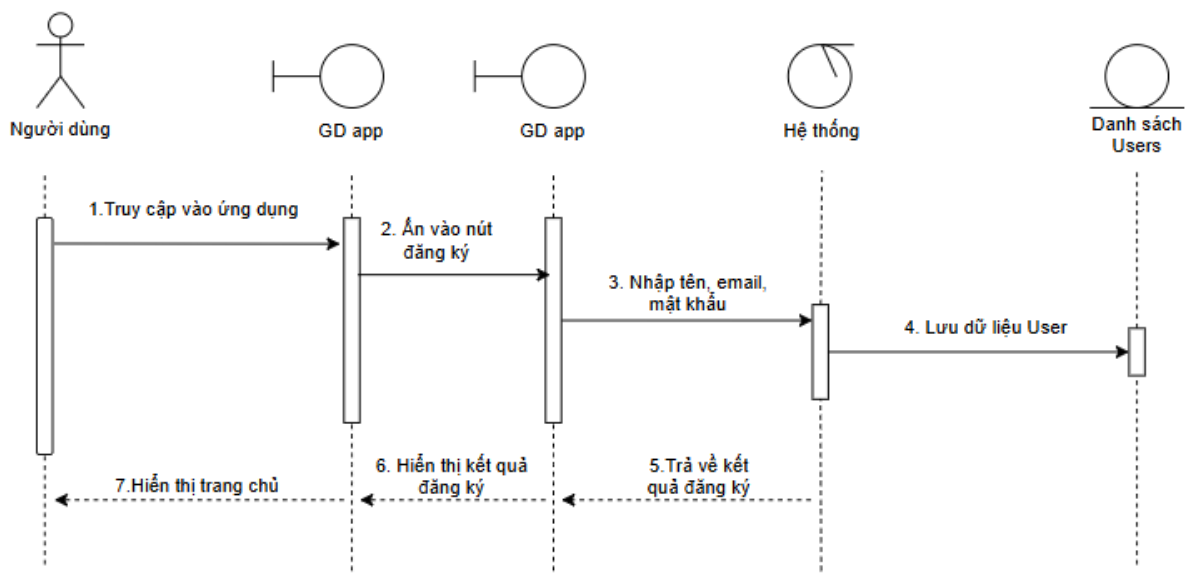 Người dùng
GD app
GD app
Hệ thống
Danh sách
Users
1.Truy cập vào ứng dụng
2. Ấn vào nút
đăng ký
3. Nhập tên, email,
mật khẩu
4. Lưu dữ liệu User
5.Trả về kết
quả đăng ký
6. Hiển thị kết quả
đăng ký
7.Hiển thị trang chủ